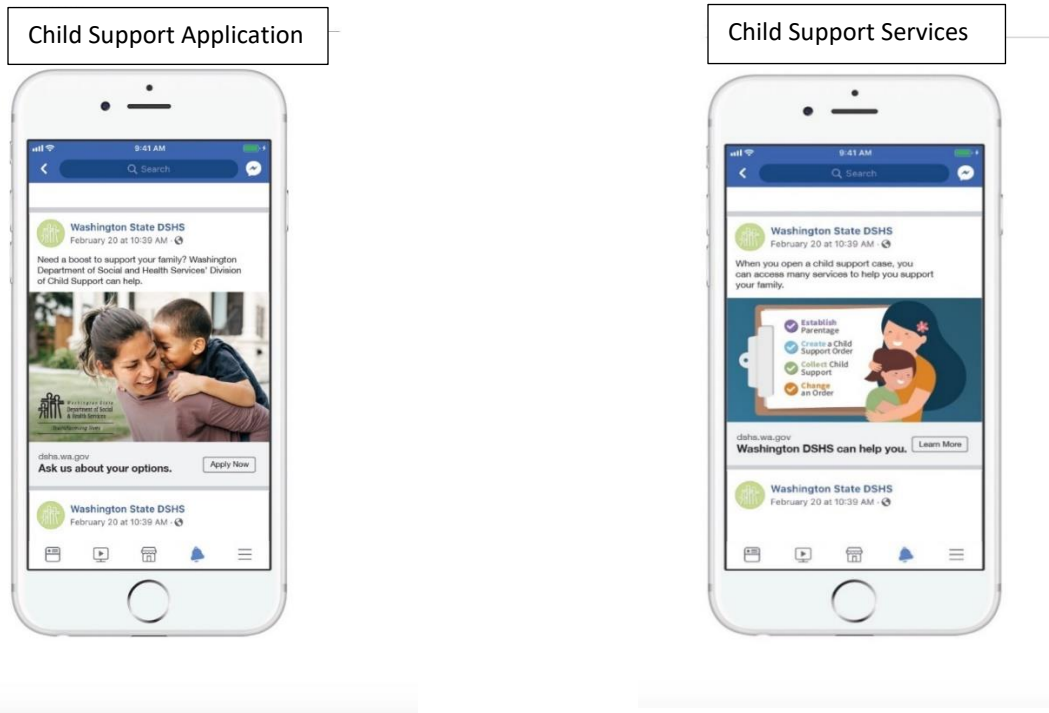 Child Support Application
9:41 AM
Search
Washington State DSHS
February 20 at 10:39 AM ·
Need a boost to support your family? Washington
Department of Social and Health Services' Division
of Child Support can help.
Washington State
Department of Social
& Health Services
Transforming lives
dshs.wa.gov
Ask us about your options.
Apply Now
Washington State DSHS
February 20 at 10:39 AM ·
Child Support Services
9:41 AM
Search
Washington State DSHS
February 20 at 10:39 AM ·
When you open a child support case, you
can access many services to help you support
your family.
Establish
Parentage
Create a Child
Support Order
Collect Child
Support
Change
an Order
dshs.wa.gov
Washington DSHS can help you.
Learn More
Washington State DSHS
February 20 at 10:39 AM ·